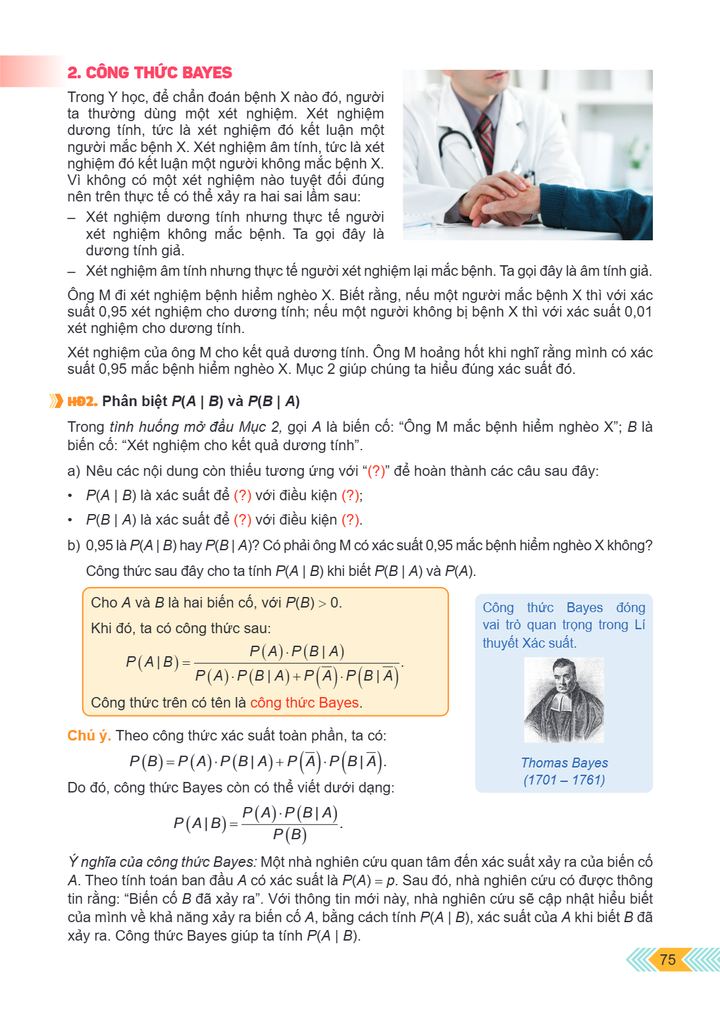 2. CÔNG THỨC BAYES
Trong Y học, để chẩn đoán bệnh X nào đó, người
ta thường dùng một xét nghiệm. Xét nghiệm
dương tính, tức là xét nghiệm đó kết luận một
người mắc bệnh X. Xét nghiệm âm tính, tức là xét
nghiệm đó kết luận một người không mắc bệnh X.
Vì không có một xét nghiệm nào tuyệt đối đúng
nên trên thực tế có thể xảy ra hai sai lầm sau:
– Xét nghiệm dương tính nhưng thực tế người
xét nghiệm không mắc bệnh. Ta gọi đây là
dương tính giả.
– Xét nghiệm âm tính nhưng thực tế người xét nghiệm lại mắc bệnh. Ta gọi đây là âm tính giả.
Ông M đi xét nghiệm bệnh hiểm nghèo X. Biết rằng, nếu một người mắc bệnh X thì với xác
suất 0,95 xét nghiệm cho dương tính; nếu một người không bị bệnh X thì với xác suất 0,01
xét nghiệm cho dương tính.
Xét nghiệm của ông M cho kết quả dương tính. Ông M hoảng hốt khi nghĩ rằng mình có xác
suất 0,95 mắc bệnh hiểm nghèo X. Mục 2 giúp chúng ta hiểu đúng xác suất đó.
HĐ2. Phân biệt P(A | B) và P(B | A)
Trong tình huống mở đầu Mục 2, gọi A là biến cố: “Ông M mắc bệnh hiểm nghèo X”; B là
biến cố: “Xét nghiệm cho kết quả dương tính”.
a) Nêu các nội dung còn thiếu tương ứng với “(?)” để hoàn thành các câu sau đây:
• P(A | B) là xác suất để (?) với điều kiện (?);
• P(B | A) là xác suất để (?) với điều kiện (?).
b) 0,95 là P(A | B) hay P(B | A)? Có phải ông M có xác suất 0,95 mắc bệnh hiểm nghèo X không?
Công thức sau đây cho ta tính P(A | B) khi biết P(B | A) và P(A).
Cho A và B là hai biến cố, với P(B) > 0.
Khi đó, ta có công thức sau:
P(A | B) = P(A) · P(B | A) / (P(A) · P(B | A) + P(A̅) · P(B | A̅)).
Công thức trên có tên là công thức Bayes.
Công thức Bayes đóng
vai trò quan trọng trong Lí
thuyết Xác suất.
Thomas Bayes
(1701 – 1761)
Chú ý. Theo công thức xác suất toàn phần, ta có:
P(B) = P(A) · P(B | A) + P(A̅) · P(B | A̅).
Do đó, công thức Bayes còn có thể viết dưới dạng:
P(A | B) = P(A) · P(B | A) / P(B).
Ý nghĩa của công thức Bayes: Một nhà nghiên cứu quan tâm đến xác suất xảy ra của biến cố
A. Theo tính toán ban đầu A có xác suất là P(A) = p. Sau đó, nhà nghiên cứu có được thông
tin rằng: “Biến cố B đã xảy ra”. Với thông tin mới này, nhà nghiên cứu sẽ cập nhật hiểu biết
của mình về khả năng xảy ra biến cố A, bằng cách tính P(A | B), xác suất của A khi biết B đã
xảy ra. Công thức Bayes giúp ta tính P(A | B).
75